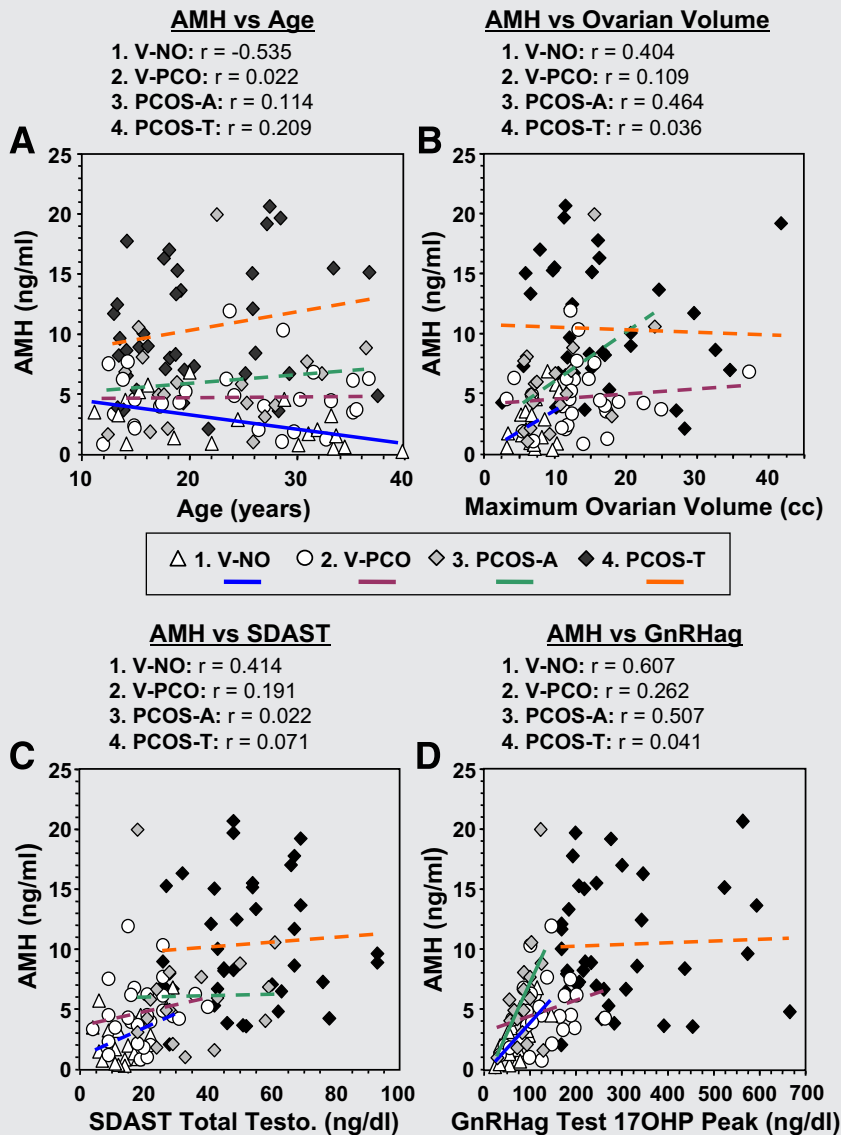 AMH vs Age
1. V-NO: r = -0.535
2. V-PCO: r = 0.022
3. PCOS-A: r = 0.114
4. PCOS-T: r = 0.209
AMH vs Ovarian Volume
1. V-NO: r = 0.404
2. V-PCO: r = 0.109
3. PCOS-A: r = 0.464
4. PCOS-T: r = 0.036
A
25
20
15
10
5
0
AMH (ng/ml)
10 20 30 40
Age (years)
B
25
20
15
10
5
0
AMH (ng/ml)
0 10 20 30 40
Maximum Ovarian Volume (cc)
1. V-NO 2. V-PCO 3. PCOS-A 4. PCOS-T
AMH vs SDAST
1. V-NO: r = 0.414
2. V-PCO: r = 0.191
3. PCOS-A: r = 0.022
4. PCOS-T: r = 0.071
AMH vs GnRHag
1. V-NO: r = 0.607
2. V-PCO: r = 0.262
3. PCOS-A: r = 0.507
4. PCOS-T: r = 0.041
C
25
20
15
10
5
0
AMH (ng/ml)
0 20 40 60 80 100
SDAST Total Testo. (ng/dl)
D
25
20
15
10
5
0
AMH (ng/ml)
0 100 200 300 400 500 600 700
GnRHag Test 17OHP Peak (ng/dl)